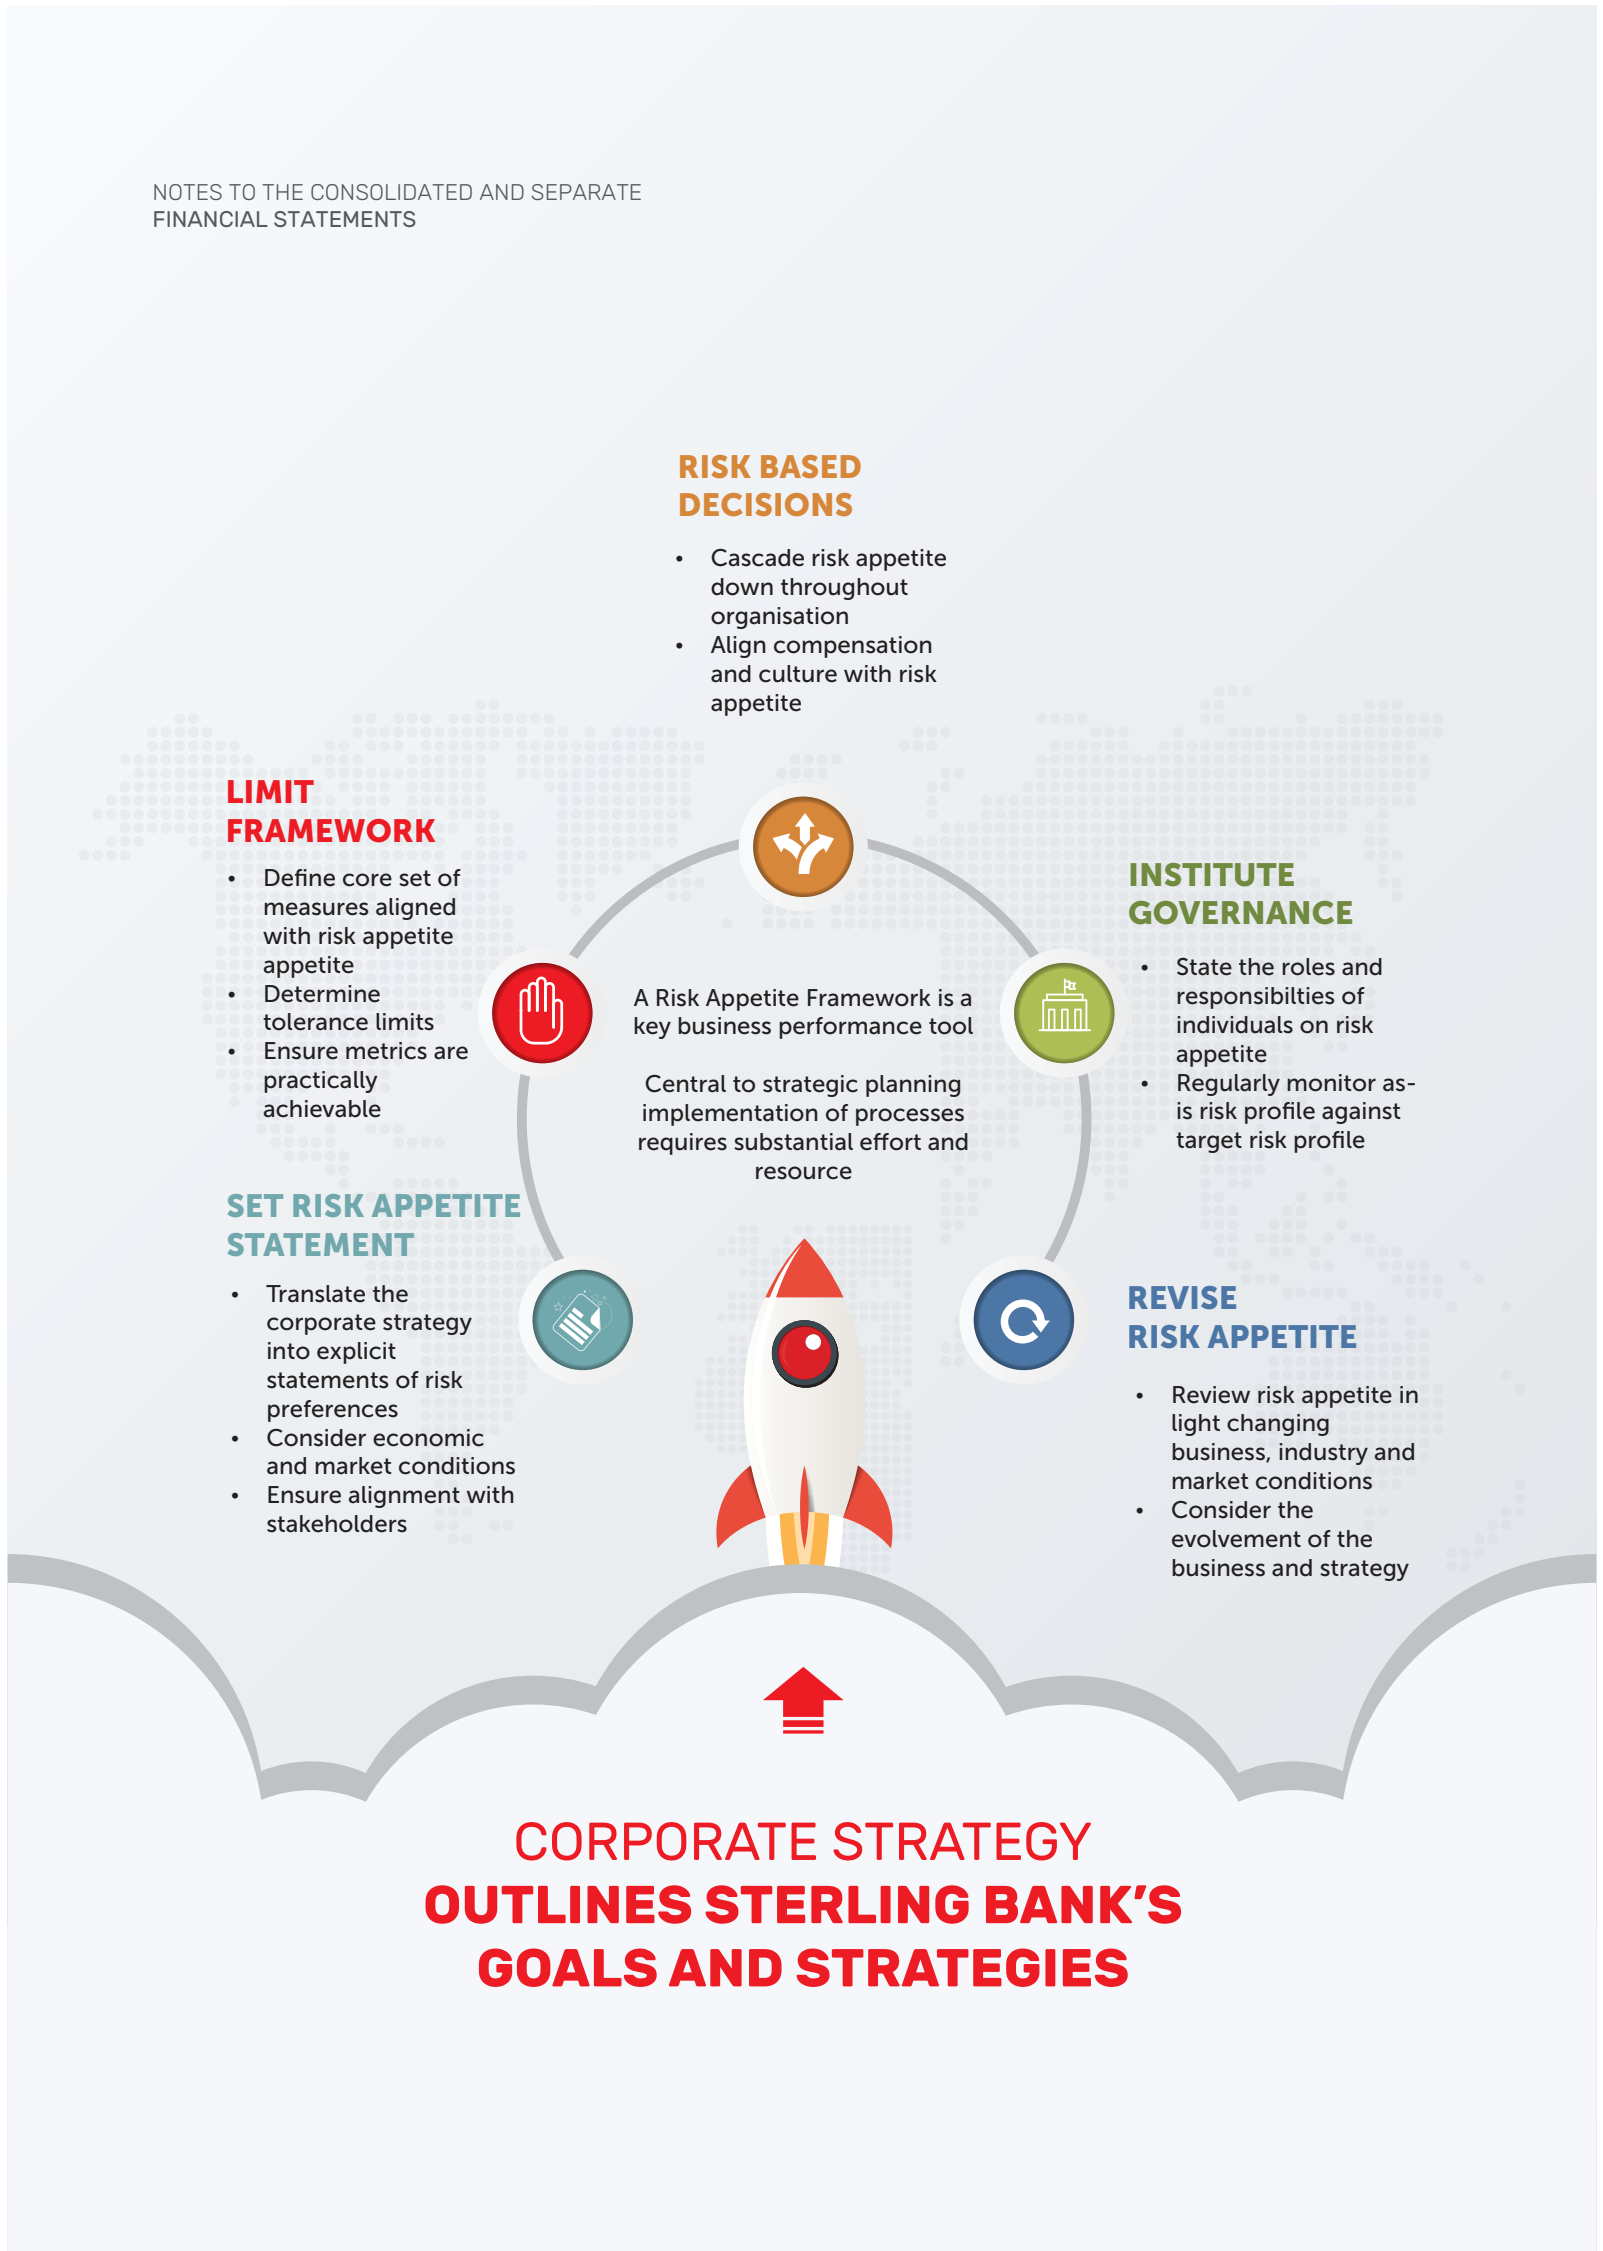 NOTES TO THE CONSOLIDATED AND SEPARATE
FINANCIAL STATEMENTS
RISK BASED
DECISIONS
• Cascade risk appetite
down throughout
organisation
• Align compensation
and culture with risk
appetite
LIMIT
FRAMEWORK
• Define core set of
measures aligned
with risk appetite
appetite
• Determine
tolerance limits
• Ensure metrics are
practically
achievable
INSTITUTE
GOVERNANCE
• State the roles and
responsibilties of
individuals on risk
appetite
• Regularly monitor as-
is risk profile against
target risk profile
A Risk Appetite Framework is a
key business performance tool
Central to strategic planning
implementation of processes
requires substantial effort and
resource
SET RISK APPETITE
STATEMENT
• Translate the
corporate strategy
into explicit
statements of risk
preferences
• Consider economic
and market conditions
• Ensure alignment with
stakeholders
REVISE
RISK APPETITE
• Review risk appetite in
light changing
business, industry and
market conditions
• Consider the
evolvement of the
business and strategy
CORPORATE STRATEGY
OUTLINES STERLING BANK'S
GOALS AND STRATEGIES